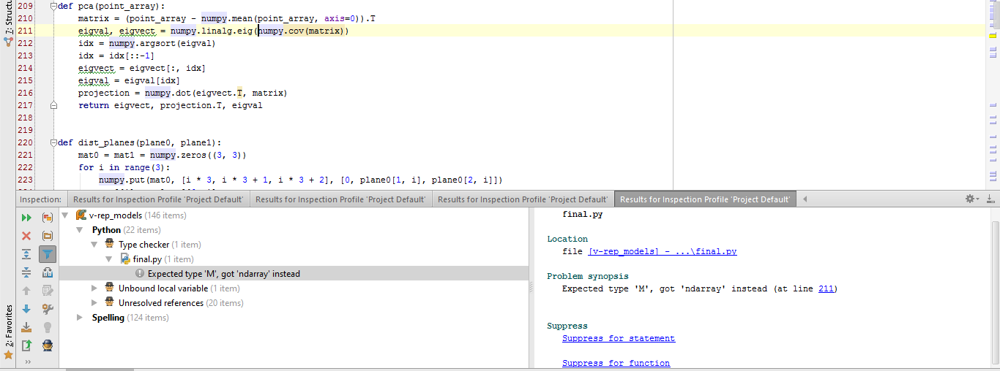 7: Structu
209 def pca(point_array):
210 matrix = (point_array - numpy.mean(point_array, axis=0)).T
211 eigval, eigvect = numpy.linalg.eig(numpy.cov(matrix))
212 idx = numpy.argsort(eigval)
213 idx = idx[::-1]
214 eigvect = eigvect[:, idx]
215 eigval = eigval[idx]
216 projection = numpy.dot(eigvect.T, matrix)
217 return eigvect, projection.T, eigval
218
219
220 def dist_planes(plane0, plane1):
221 mat0 = mat1 = numpy.zeros((3, 3))
222 for i in range(3):
223 numpy.put(mat0, [i * 3, i * 3 + 1, i * 3 + 2], [0, plane0[1, i], plane0[2, i]])
Inspection: Results for Inspection Profile 'Project Default' Results for Inspection Profile 'Project Default' Results for Inspection Profile 'Project Default' Results for Inspection Profile 'Project Default'
v-rep_models (146 items)
Python (22 items)
Type checker (1 item)
final.py (1 item)
Expected type 'M', got 'ndarray' instead
Unbound local variable (1 item)
Unresolved references (20 items)
Spelling (124 items)
final.py
Location
file [v-rep_models] - ...\final.py
Problem synopsis
Expected type 'M', got 'ndarray' instead (at line 211)
Suppress
Suppress for statement
Suppress for function
2: Favorites